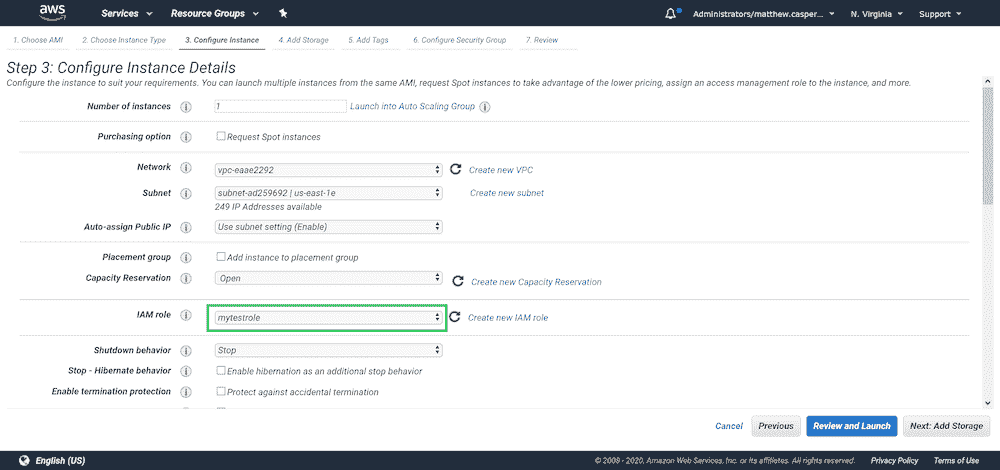 aws Services Resource Groups Administrators/matthew.casper... N. Virginia Support
1. Choose AMI 2. Choose Instance Type 3. Configure Instance 4. Add Storage 5. Add Tags 6. Configure Security Group 7. Review
Step 3: Configure Instance Details
Configure the instance to suit your requirements. You can launch multiple instances from the same AMI, request Spot instances to take advantage of the lower pricing, assign an access management role to the instance, and more.
Number of instances 1 Launch into Auto Scaling Group
Purchasing option Request Spot instances
Network vpc-eaae2292 Create new VPC
Subnet subnet-ad259692 | us-east-1e Create new subnet
249 IP Addresses available
Auto-assign Public IP Use subnet setting (Enable)
Placement group Add instance to placement group
Capacity Reservation Open Create new Capacity Reservation
IAM role mytestrole Create new IAM role
Shutdown behavior Stop
Stop - Hibernate behavior Enable hibernation as an additional stop behavior
Enable termination protection Protect against accidental termination
Cancel Previous Review and Launch Next: Add Storage
English (US) © 2008 - 2020, Amazon Web Services, Inc. or its affiliates. All rights reserved. Privacy Policy Terms of Use